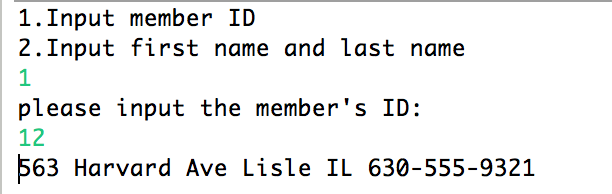 1.Input member ID
2.Input first name and last name
1
please input the member's ID:
12
563 Harvard Ave Lisle IL 630-555-9321